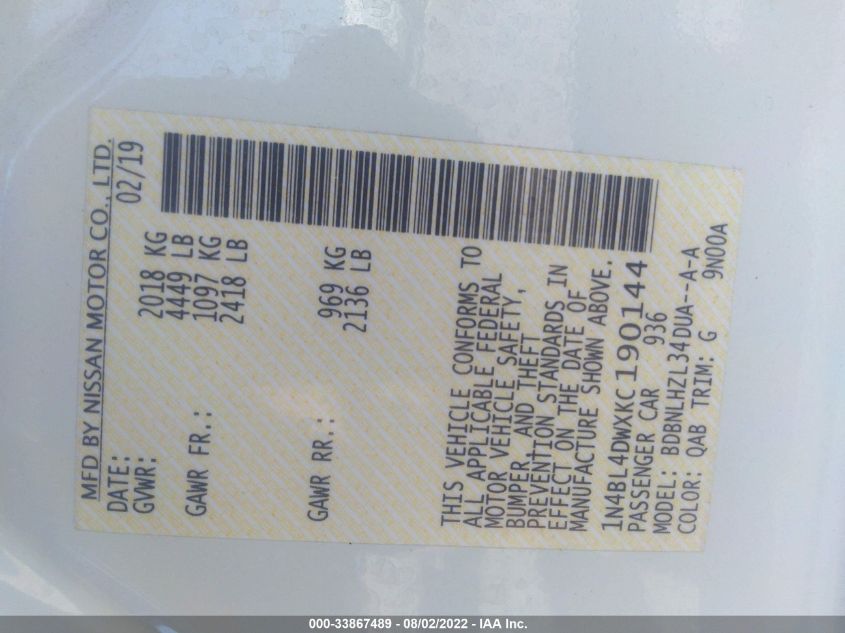 MFD BY NISSAN MOTOR CO., LTD.
DATE: 02/19
GVWR: 2018 KG
4449 LB
GAWR FR.: 1097 KG
2418 LB
GAWR RR.: 969 KG
2136 LB
THIS VEHICLE CONFORMS TO
ALL APPLICABLE FEDERAL
MOTOR VEHICLE SAFETY,
BUMPER, AND THEFT
PREVENTION STANDARDS IN
EFFECT ON THE DATE OF
MANUFACTURE SHOWN ABOVE.
1N4BL4DWXKC190144
PASSENGER CAR 936
MODEL: BDBNLHZL34DUA--A-A
COLOR: QAB TRIM: G 9N00A
000-33867489 - 08/02/2022 - IAA Inc.